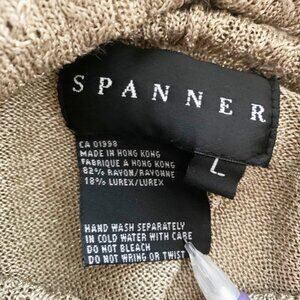 SPANNER
L
CA 01998
MADE IN HONG KONG
FABRIQUE A HONG KONG
82% RAYON/RAYONNE
18% LUREX/LUREX
HAND WASH SEPARATELY
IN COLD WATER WITH CARE
DO NOT BLEACH
DO NOT WRING OR TWIST